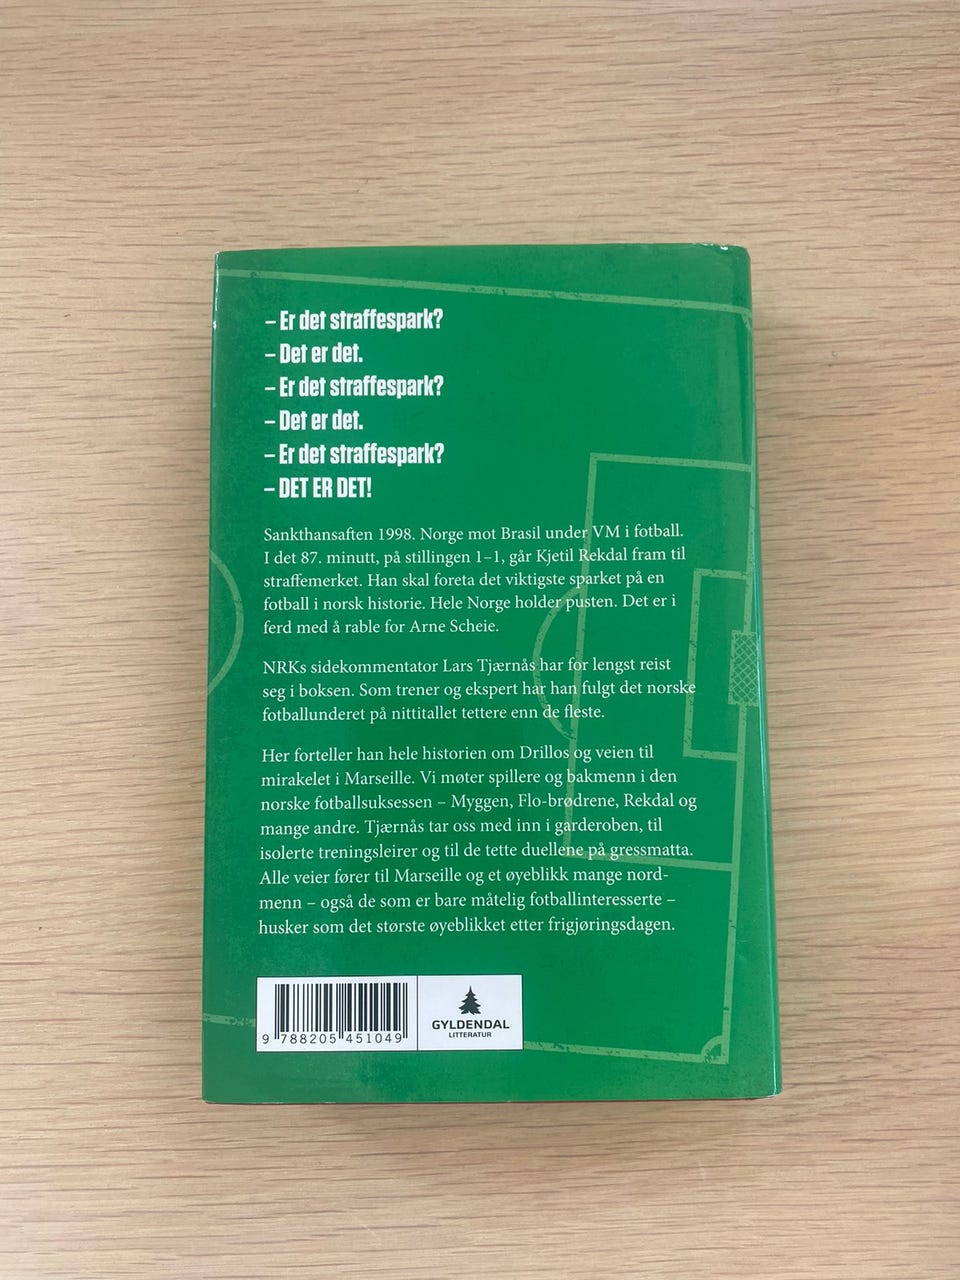 – Er det straffespark?
– Det er det.
– Er det straffespark?
– Det er det.
– Er det straffespark?
– DET ER DET!
Sankthansaften 1998. Norge mot Brasil under VM i fotball.
I det 87. minutt, på stillingen 1–1, går Kjetil Rekdal fram til
straffemerket. Han skal foreta det viktigste sparket på en
fotball i norsk historie. Hele Norge holder pusten. Det er i
ferd med å rable for Arne Scheie.
NRKs sidekommentator Lars Tjærnås har for lengst reist
seg i boksen. Som trener og ekspert har han fulgt det norske
fotballunderet på nittitallet tettere enn de fleste.
Her forteller han hele historien om Drillos og veien til
mirakelet i Marseille. Vi møter spillere og bakmenn i den
norske fotballsuksessen – Myggen, Flo-brødrene, Rekdal og
mange andre. Tjærnås tar oss med inn i garderoben, til
isolerte treningsleirer og til de tette duellene på gressmatta.
Alle veier fører til Marseille og et øyeblikk mange nord-
menn – også de som er bare måtelig fotballinteresserte –
husker som det største øyeblikket etter frigjøringsdagen.
9 788205 451049
GYLDENDAL
LITTERATUR